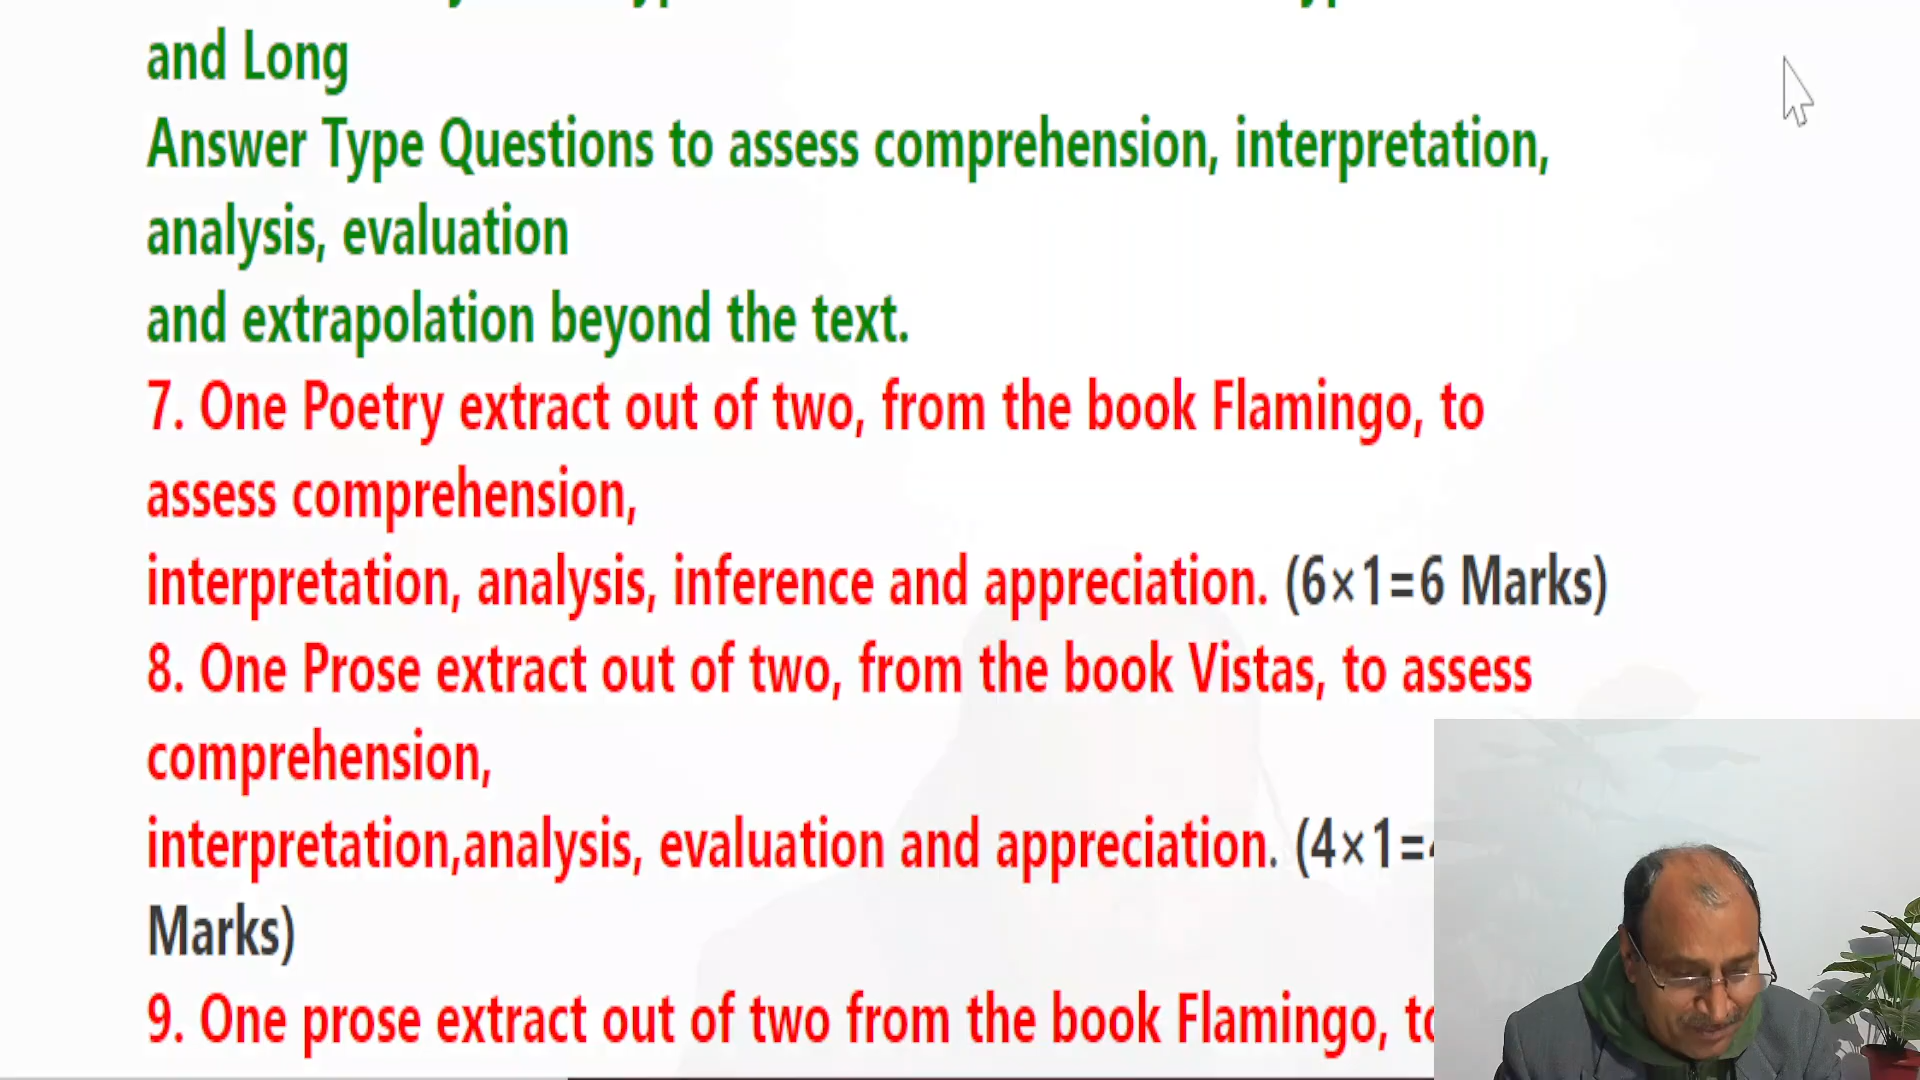 and Long
Answer Type Questions to assess comprehension, interpretation,
analysis, evaluation
and extrapolation beyond the text.
7. One Poetry extract out of two, from the book Flamingo, to
assess comprehension,
interpretation, analysis, inference and appreciation. (6×1=6 Marks)
8. One Prose extract out of two, from the book Vistas, to assess
comprehension,
interpretation,analysis, evaluation and appreciation. (4×1=
Marks)
9. One prose extract out of two from the book Flamingo,